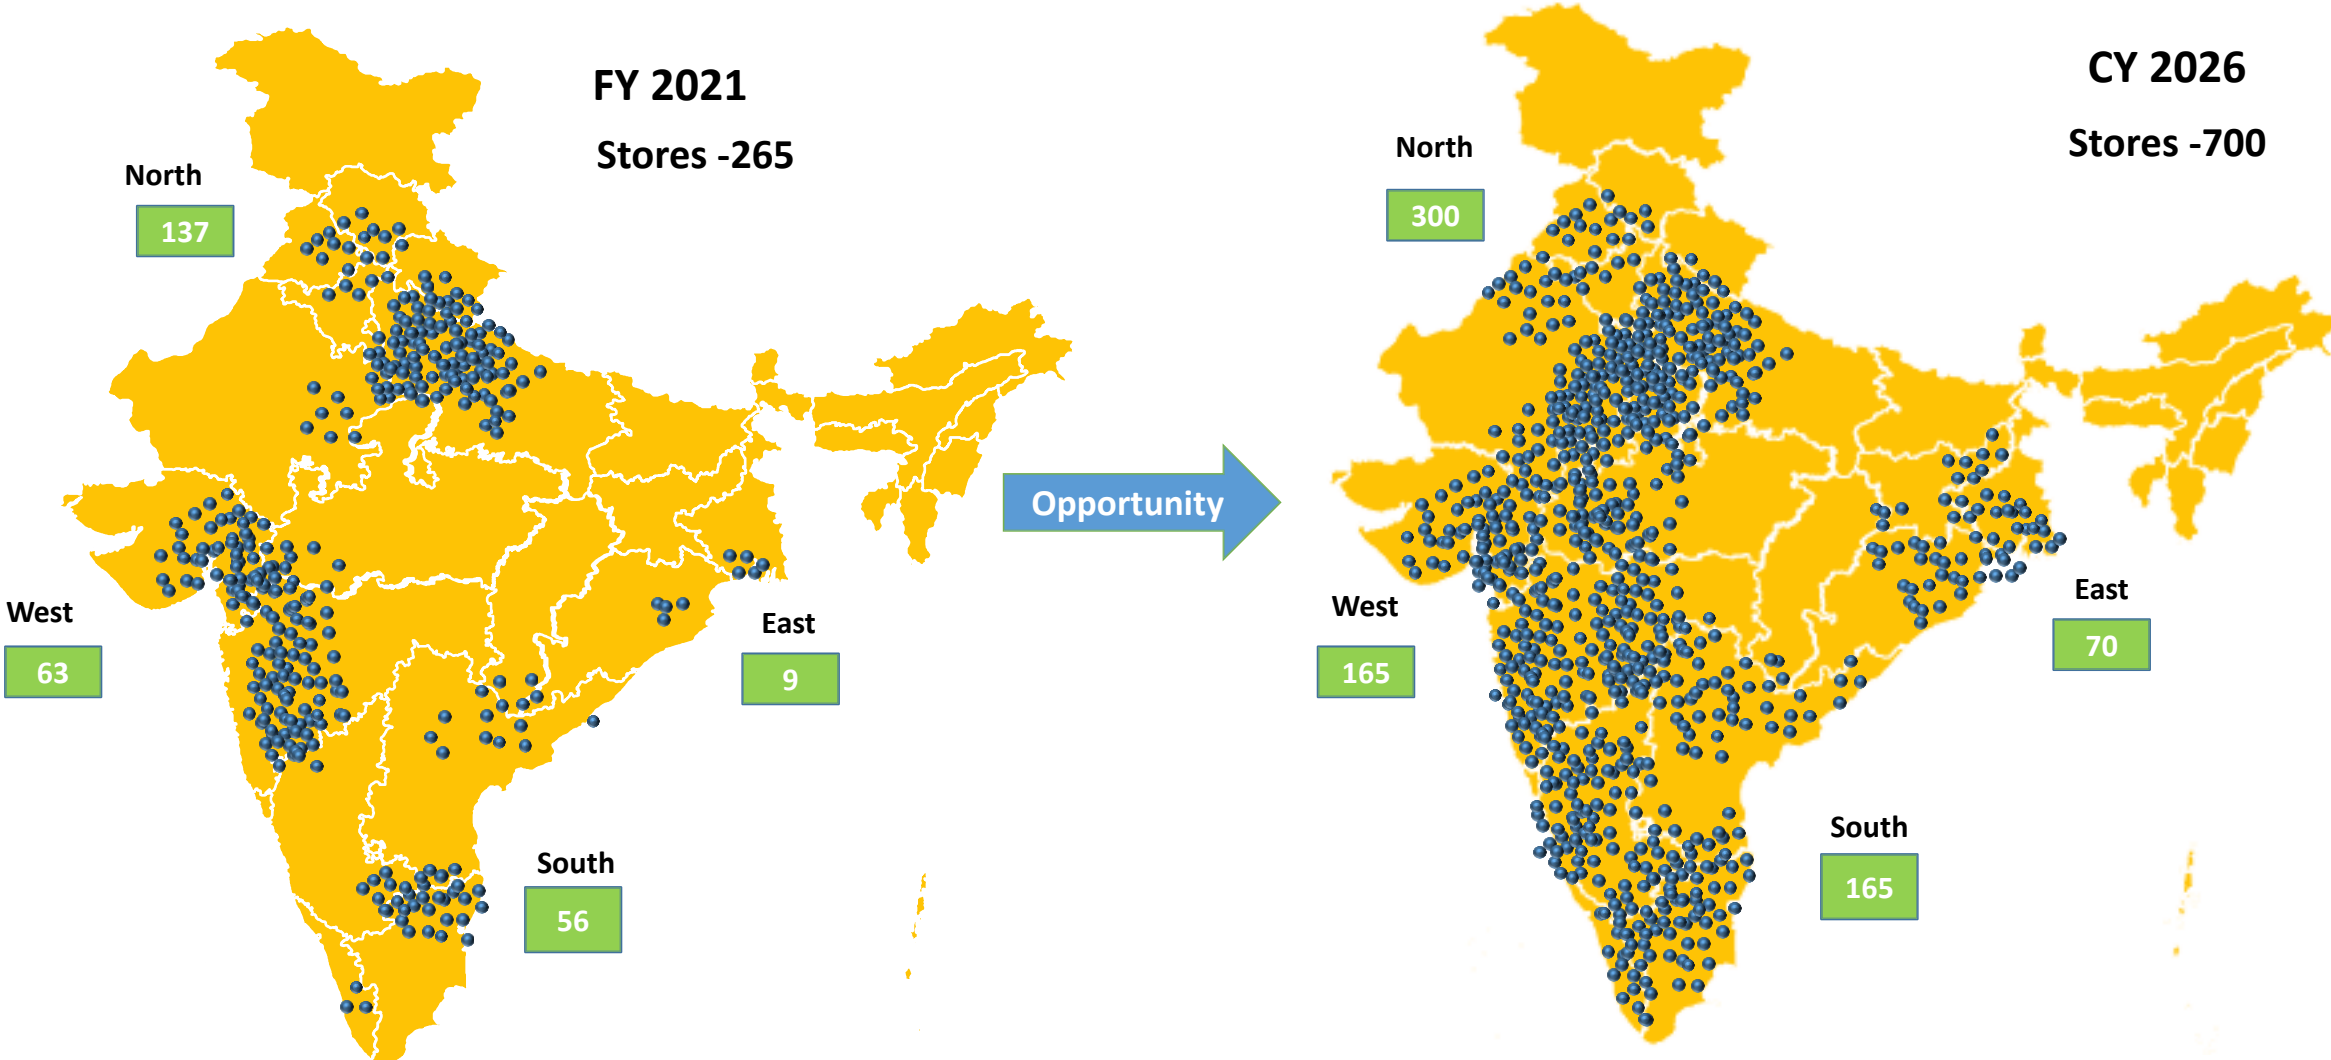 FY 2021
Stores -265
North
137
West
63
East
9
South
56
Opportunity
CY 2026
Stores -700
North
300
West
165
East
70
South
165